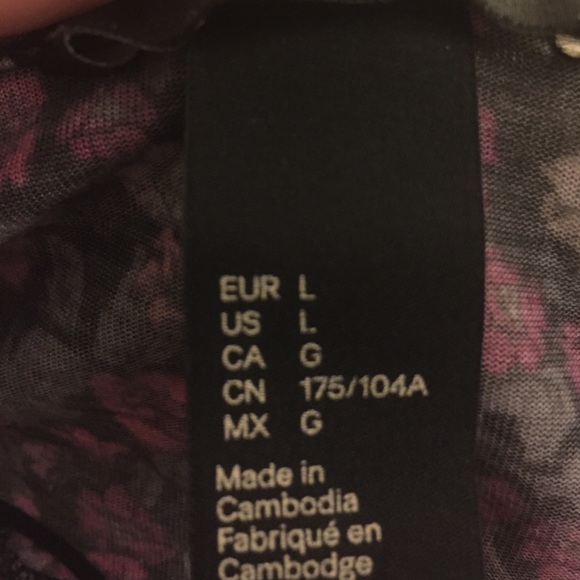 EUR L
US L
CA G
CN 175/104A
MX G
Made in
Cambodia
Fabriqué en
Cambodge